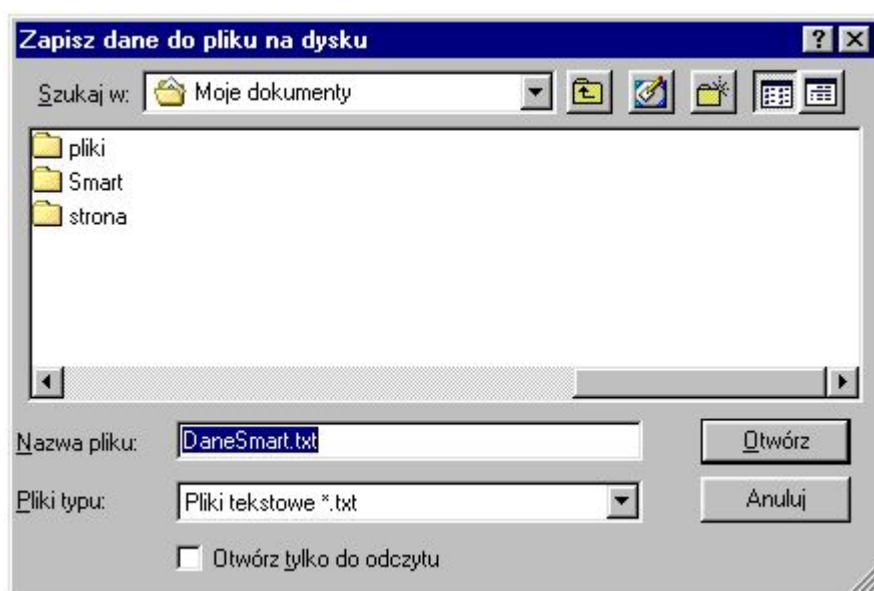 Zapisz dane do pliku na dysku
Szukaj w: Moje dokumenty
pliki
Smart
strona
Nazwa pliku: DaneSmart.txt Otwórz
Pliki typu: Pliki tekstowe *.txt Anuluj
Otwórz tylko do odczytu